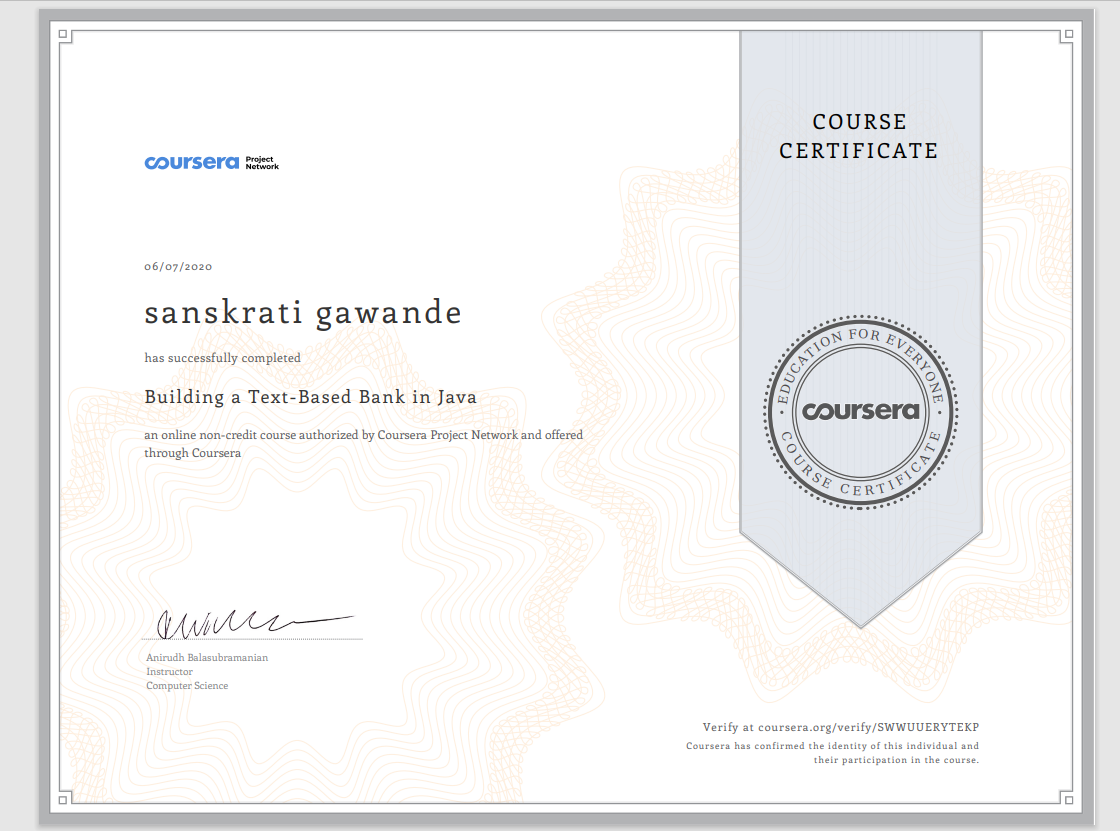 COURSE
CERTIFICATE
coursera Project
Network
06/07/2020
sanskrati gawande
has successfully completed
Building a Text-Based Bank in Java
an online non-credit course authorized by Coursera Project Network and offered
through Coursera
EDUCATION FOR EVERYONE
coursera
COURSE CERTIFICATE
Anirudh Balasubramanian
Instructor
Computer Science
Verify at coursera.org/verify/SWWUUERYTEKP
Coursera has confirmed the identity of this individual and
their participation in the course.